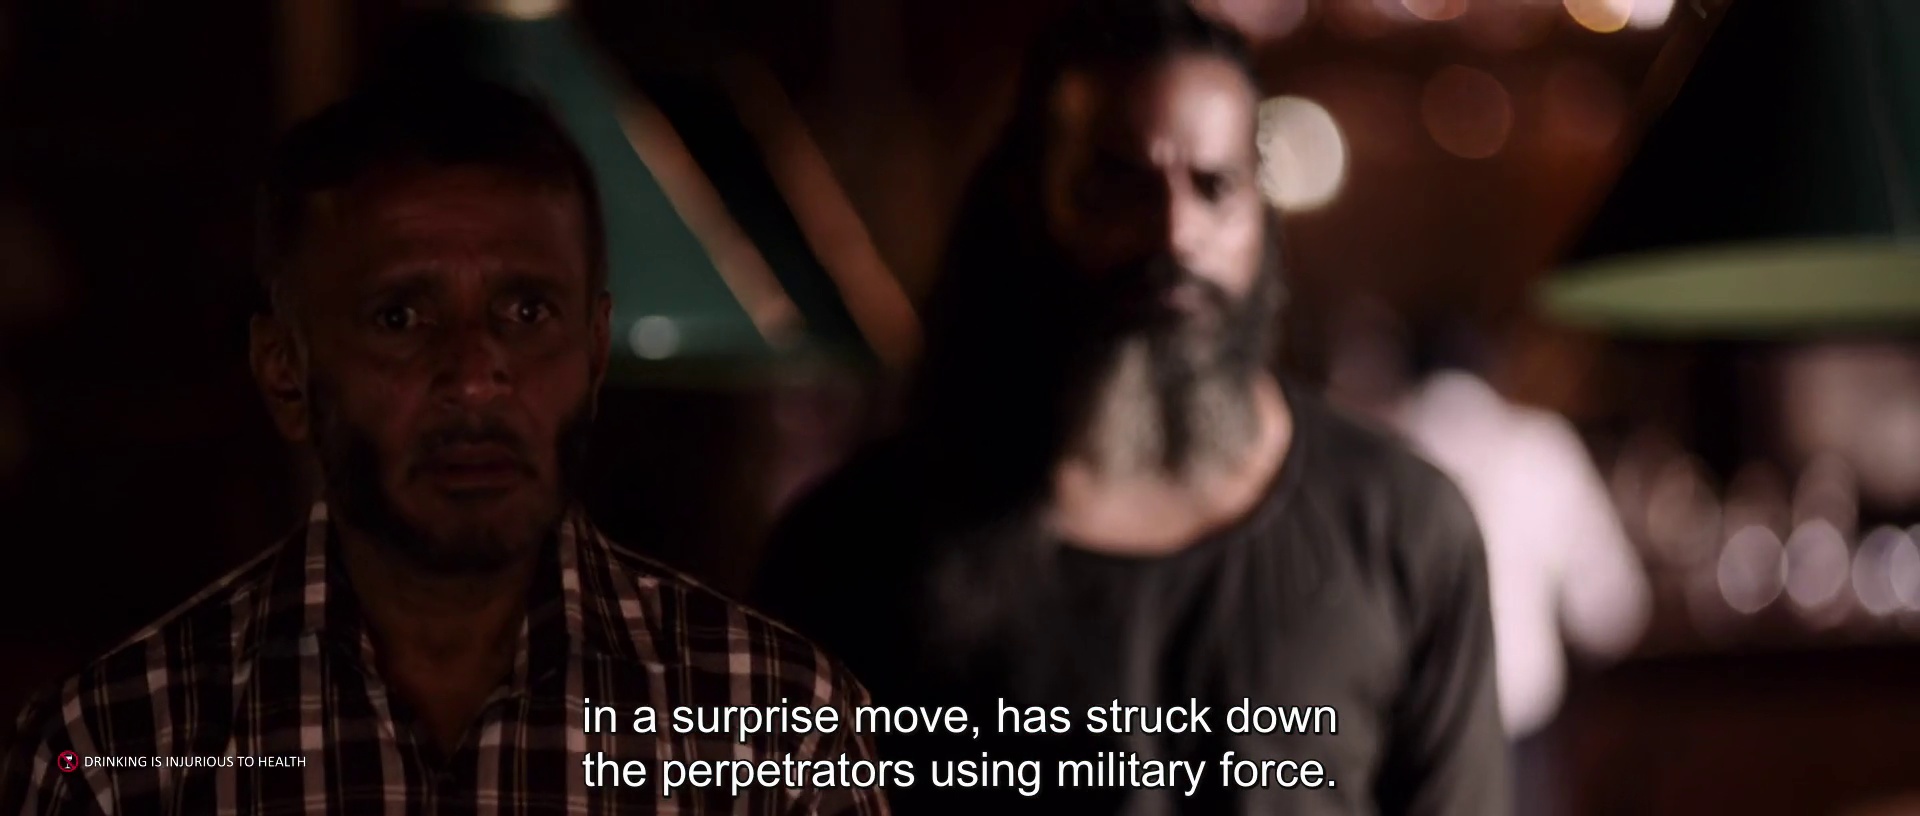 in a surprise move, has struck down
the perpetrators using military force.
DRINKING IS INJURIOUS TO HEALTH